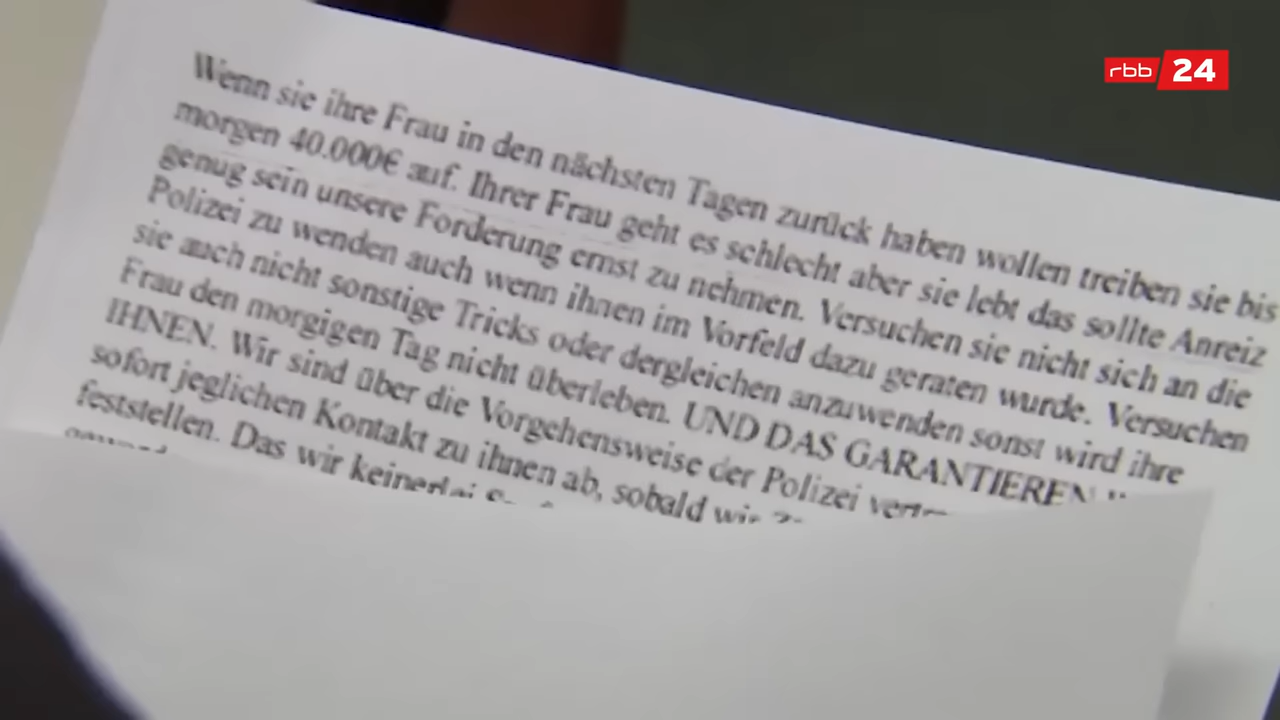 rbb 24
Wenn sie ihre Frau in den nächsten Tagen zurück haben wollen treiben sie bis
morgen 40.000€ auf. Ihrer Frau geht es schlecht aber sie lebt das sollte Anreiz
genug sein unsere Forderung ernst zu nehmen. Versuchen sie nicht sich an die
Polizei zu wenden auch wenn ihnen im Vorfeld dazu geraten wurde. Versuchen
sie auch nicht sonstige Tricks oder dergleichen anzuwenden sonst wird ihre
Frau den morgigen Tag nicht überleben. UND DAS GARANTIEREN
IHNEN. Wir sind über die Vorgehensweise der Polizei
sofort jeglichen Kontakt zu ihnen ab, sobald wir
feststellen. Das wir keinerlei